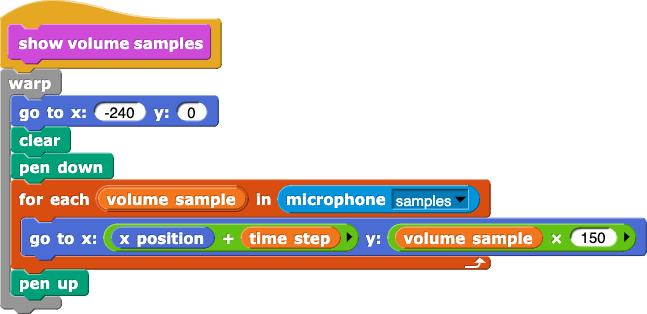 show volume samples
warp
go to x: -240 y: 0
clear
pen down
for each volume sample in microphone samples
go to x: x position + time step y: volume sample × 150
pen up